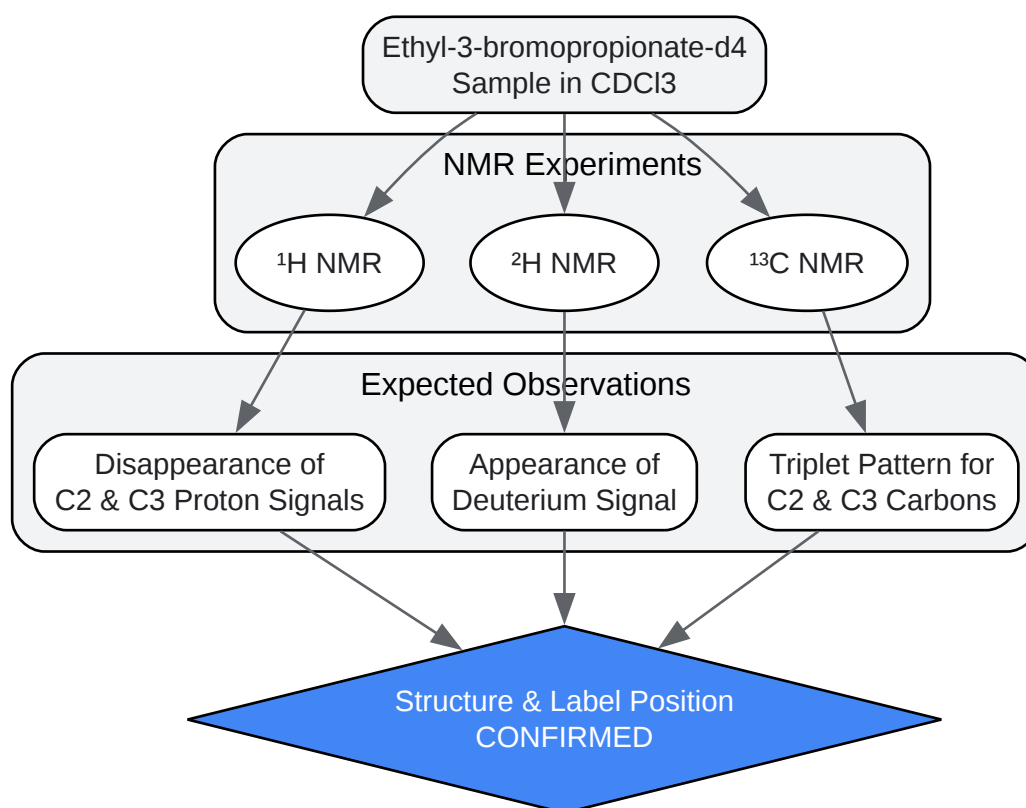 Ethyl-3-bromopropionate-d4
Sample in CDCl3
NMR Experiments
¹H NMR
²H NMR
¹³C NMR
Expected Observations
Disappearance of
C2 & C3 Proton Signals
Appearance of
Deuterium Signal
Triplet Pattern for
C2 & C3 Carbons
Structure & Label Position
CONFIRMED